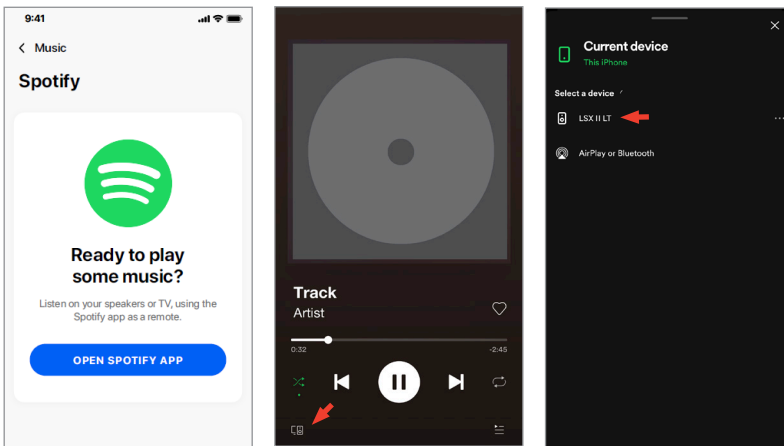 9:41
Music
Spotify
Ready to play
some music?
Listen on your speakers or TV, using the
Spotify app as a remote.
OPEN SPOTIFY APP
Track
Artist
0:32
-2:45
Current device
This iPhone
Select a device
LSX II LT
AirPlay or Bluetooth